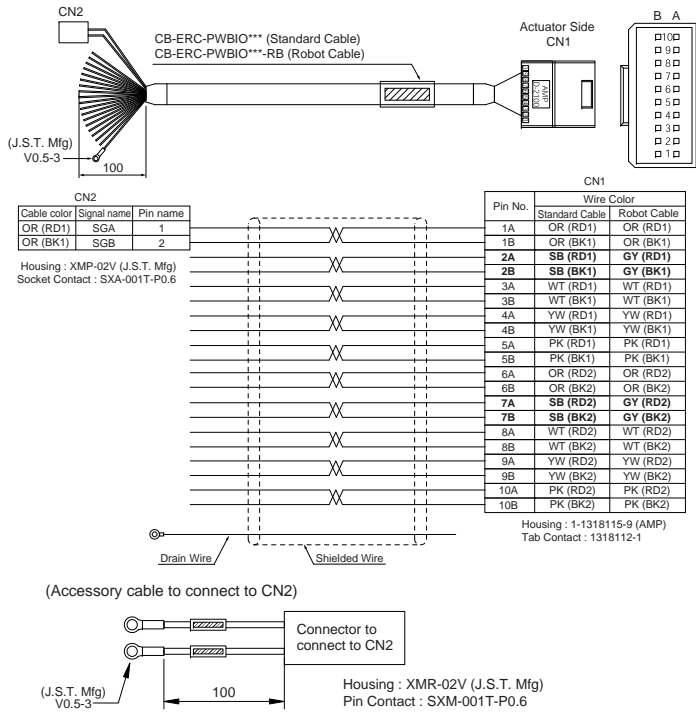 CN2
CB-ERC-PWBIO*** (Standard Cable)
CB-ERC-PWBIO***-RB (Robot Cable)
Actuator Side
CN1
B A
10
9
8
7
6
5
4
3
2
1
AMP
D-2100
(J.S.T. Mfg)
V0.5-3
100
CN2
Cable color Signal name Pin name
OR (RD1) SGA 1
OR (BK1) SGB 2
Housing : XMP-02V (J.S.T. Mfg)
Socket Contact : SXA-001T-P0.6
CN1
Pin No. Wire Color
Standard Cable Robot Cable
1A OR (RD1) OR (RD1)
1B OR (BK1) OR (BK1)
2A SB (RD1) GY (RD1)
2B SB (BK1) GY (BK1)
3A WT (RD1) WT (RD1)
3B WT (BK1) WT (BK1)
4A YW (RD1) YW (RD1)
4B YW (BK1) YW (BK1)
5A PK (RD1) PK (RD1)
5B PK (BK1) PK (BK1)
6A OR (RD2) OR (RD2)
6B OR (BK2) OR (BK2)
7A SB (RD2) GY (RD2)
7B SB (BK2) GY (BK2)
8A WT (RD2) WT (RD2)
8B WT (BK2) WT (BK2)
9A YW (RD2) YW (RD2)
9B YW (BK2) YW (BK2)
10A PK (RD2) PK (RD2)
10B PK (BK2) PK (BK2)
Housing : 1-1318115-9 (AMP)
Tab Contact : 1318112-1
Drain Wire
Shielded Wire
(Accessory cable to connect to CN2)
Connector to
connect to CN2
(J.S.T. Mfg)
V0.5-3
100
Housing : XMR-02V (J.S.T. Mfg)
Pin Contact : SXM-001T-P0.6